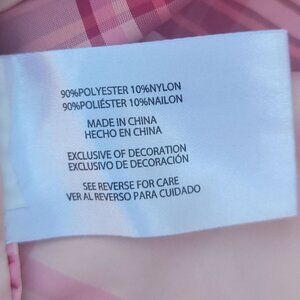 90%POLYESTER 10%NYLON
90%POLIÉSTER 10%NAILON
MADE IN CHINA
HECHO EN CHINA
EXCLUSIVE OF DECORATION
EXCLUSIVO DE DECORACIÓN
SEE REVERSE FOR CARE
VER AL REVERSO PARA CUIDADO